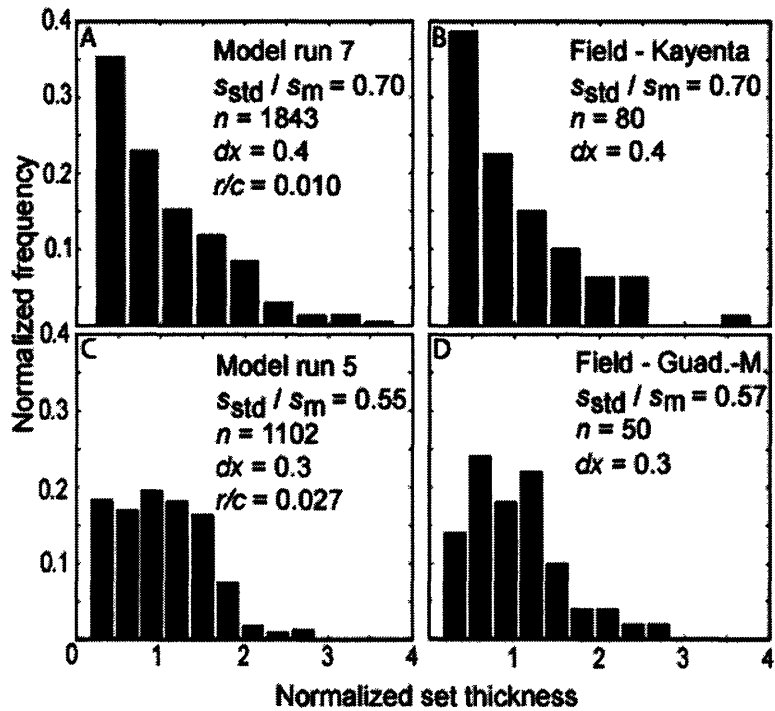 A
Model run 7
s_std / s_m = 0.70
n = 1843
dx = 0.4
r/c = 0.010
B
Field - Kayenta
s_std / s_m = 0.70
n = 80
dx = 0.4
C
Model run 5
s_std / s_m = 0.55
n = 1102
dx = 0.3
r/c = 0.027
D
Field - Guad.-M.
s_std / s_m = 0.57
n = 50
dx = 0.3
Normalized frequency
0.4
0.3
0.2
0.1
0.4
0.3
0.2
0.1
0 1 2 3 4 1 2 3 4
Normalized set thickness